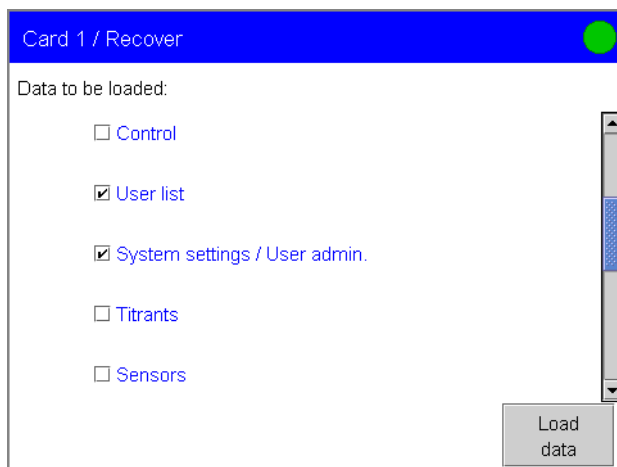 Card 1 / Recover
Data to be loaded:
Control
User list
System settings / User admin.
Titrants
Sensors
Load
data